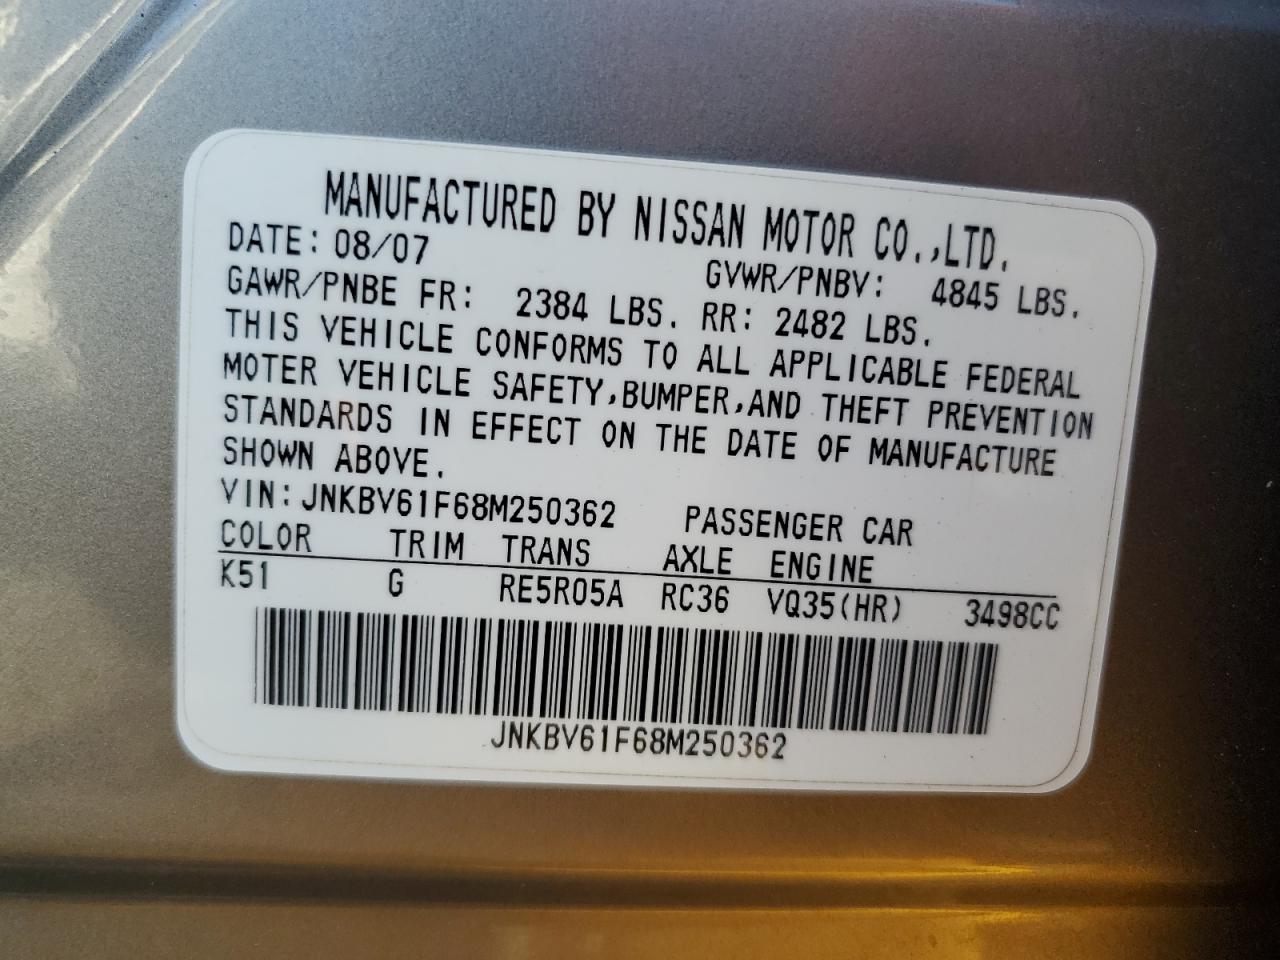 MANUFACTURED BY NISSAN MOTOR CO.,LTD.
DATE: 08/07 GVWR/PNBV: 4845 LBS.
GAWR/PNBE FR: 2384 LBS. RR: 2482 LBS.
THIS VEHICLE CONFORMS TO ALL APPLICABLE FEDERAL
MOTER VEHICLE SAFETY,BUMPER,AND THEFT PREVENTION
STANDARDS IN EFFECT ON THE DATE OF MANUFACTURE
SHOWN ABOVE.
VIN: JNKBV61F68M250362 PASSENGER CAR
COLOR TRIM TRANS AXLE ENGINE
K51 G RE5R05A RC36 VQ35(HR) 3498CC
JNKBV61F68M250362